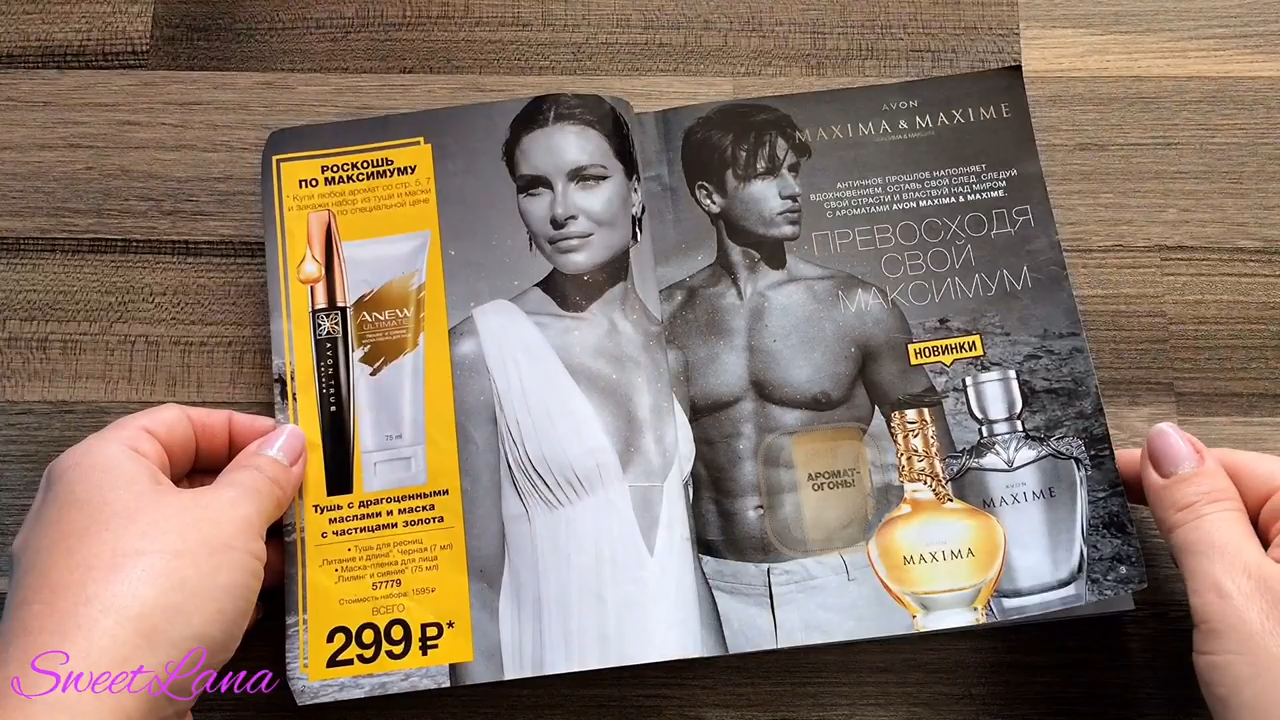 РОСКОШЬ
ПО МАКСИМУМУ
* Купи любой аромат со стр. 5, 7
и закажи набор из туши и маски
по специальной цене
ANEW
ULTIMATE
75 ml
AVON TRUE
Тушь с драгоценными
маслами и маска
с частицами золота
• Тушь для ресниц
"Питание и длина", Черная (7 мл)
• Маска-пленка для лица
"Пилинг и сияние" (75 мл)
57779
Стоимость набора: 1595 ₽
ВСЕГО
299 ₽*
2
AVON
MAXIMA & MAXIME
АНТИЧНОЕ ПРОШЛОЕ НАПОЛНЯЕТ
ВДОХНОВЕНИЕМ. ОСТАВЬ СВОЙ СЛЕД. СЛЕДУЙ
СВОЙ СТРАСТИ И ВЛАСТВУЙ НАД МИРОМ
С АРОМАТАМИ AVON MAXIMA & MAXIME.
ПРЕВОСХОДЯ
СВОЙ
МАКСИМУМ
НОВИНКИ
АРОМАТ-
ОГОНЬ!
MAXIMA
AVON
MAXIME
3
SweetLana